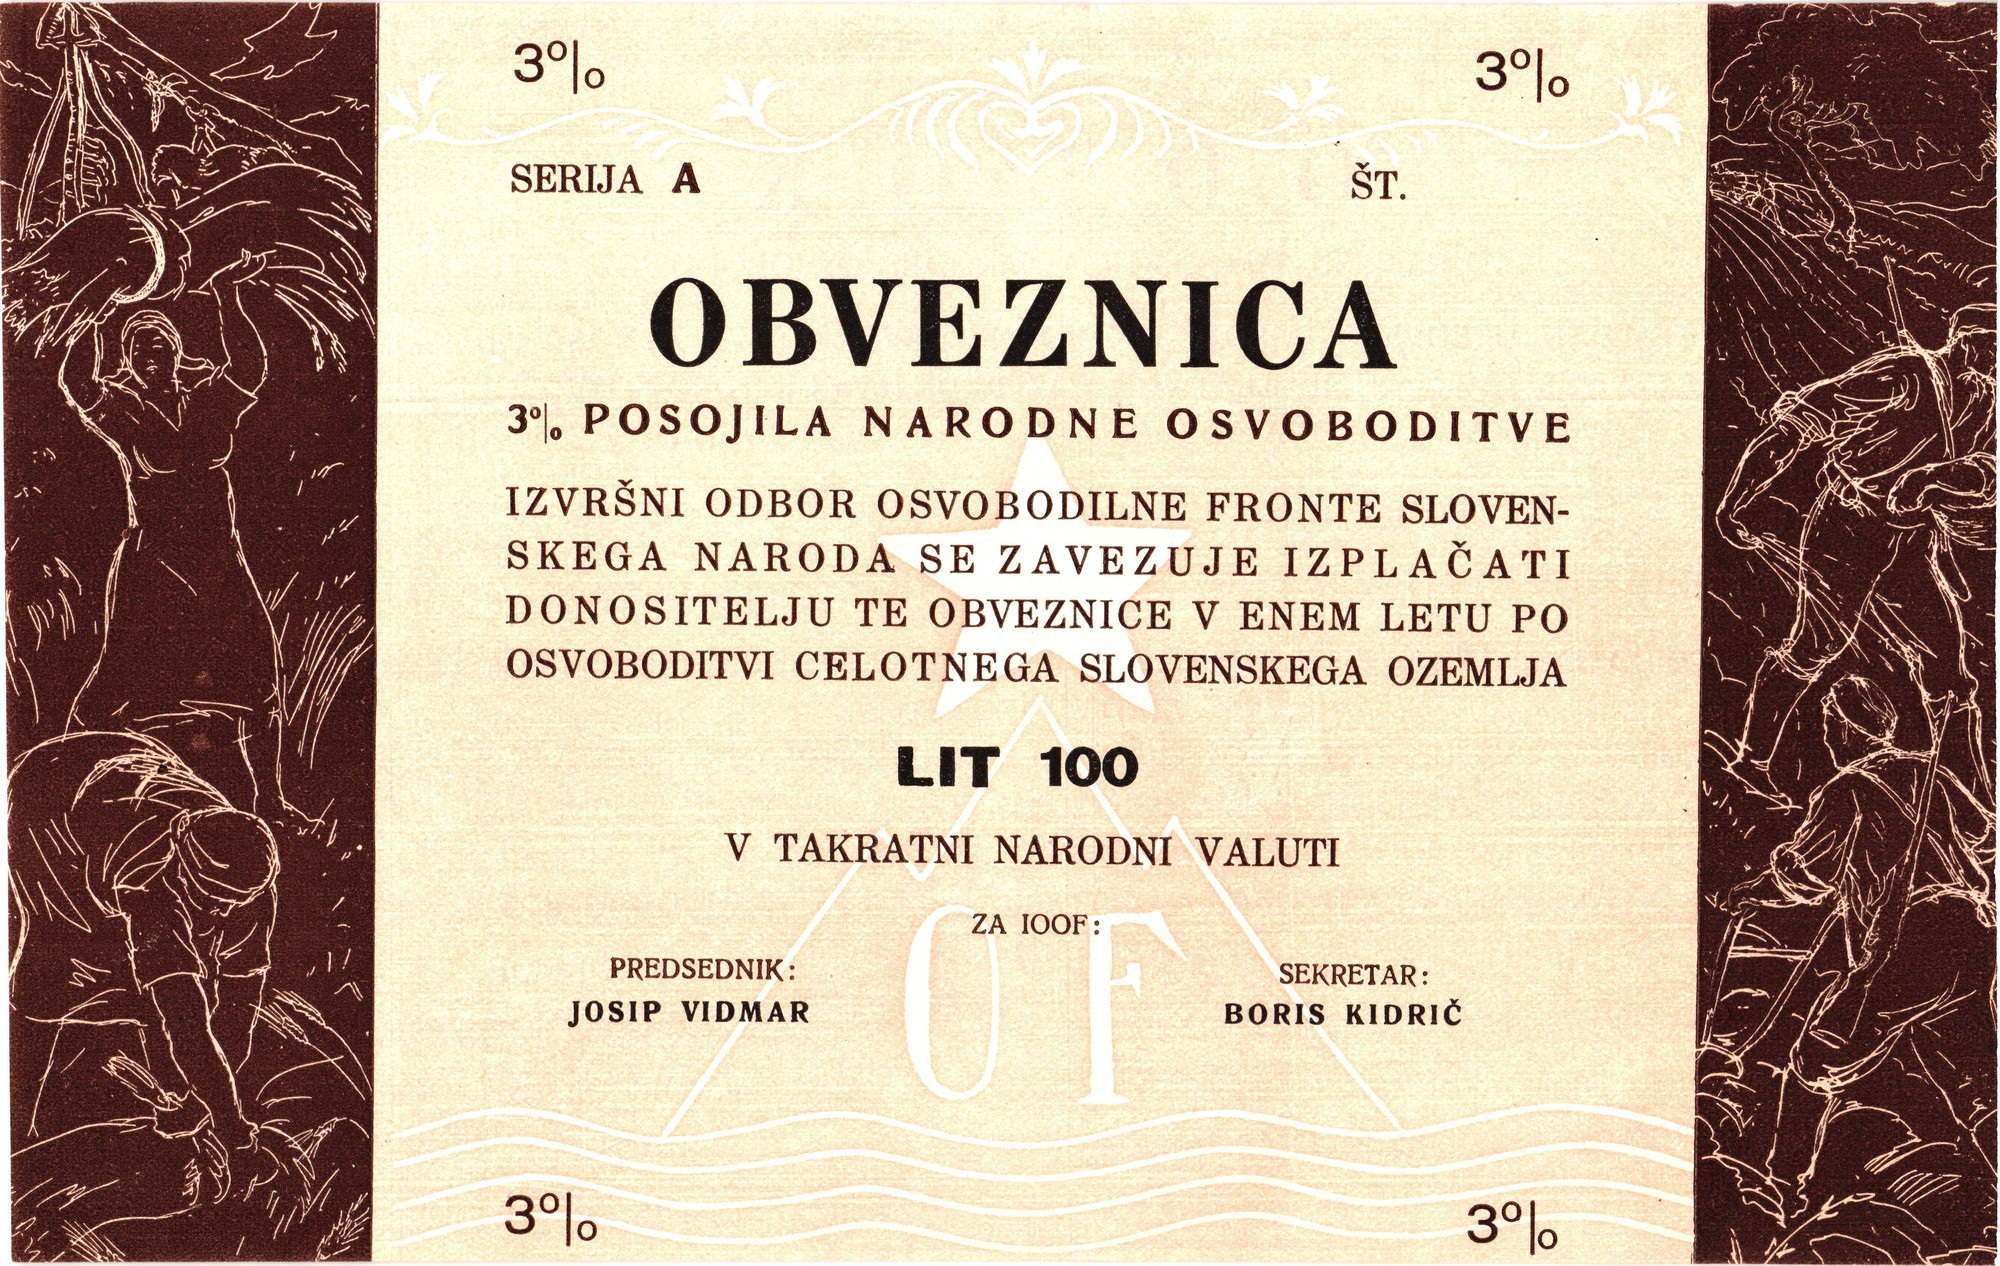 3% 3%
SERIJA A ŠT.
OBVEZNICA
3% POSOJILA NARODNE OSVOBODITVE
IZVRŠNI ODBOR OSVOBODILNE FRONTE SLOVEN-
SKEGA NARODA SE ZAVEZUJE IZPLAČATI
DONOSITELJU TE OBVEZNICE V ENEM LETU PO
OSVOBODITVI CELOTNEGA SLOVENSKEGA OZEMLJA
LIT 100
V TAKRATNI NARODNI VALUTI
ZA IOOF:
OF
PREDSEDNIK: SEKRETAR:
JOSIP VIDMAR BORIS KIDRIČ
3% 3%